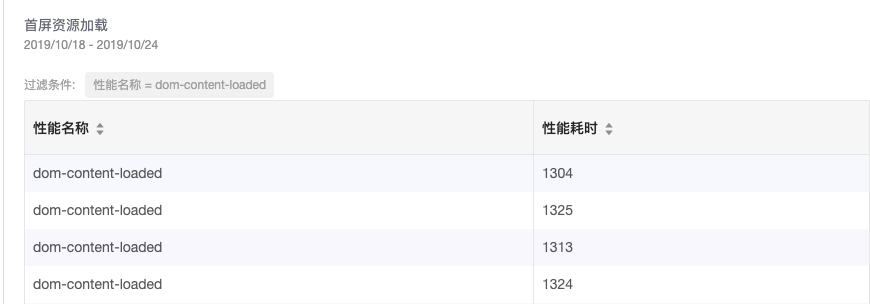 首屏资源加载
2019/10/18 - 2019/10/24
过滤条件: 性能名称 = dom-content-loaded
性能名称 性能耗时
dom-content-loaded 1304
dom-content-loaded 1325
dom-content-loaded 1313
dom-content-loaded 1324